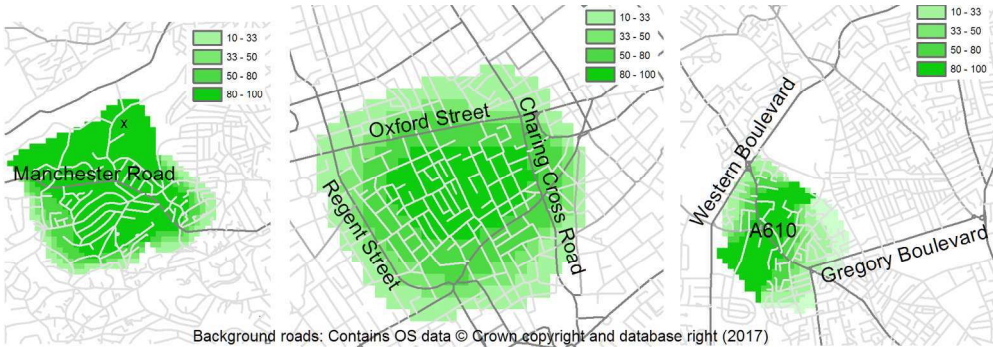 10 - 33
33 - 50
50 - 80
80 - 100
x
Manchester Road
10 - 33
33 - 50
50 - 80
80 - 100
Oxford Street
Charing Cross Road
Regent Street
10 - 33
33 - 50
50 - 80
80 - 100
Western Boulevard
A610
Gregory Boulevard
Background roads: Contains OS data © Crown copyright and database right (2017)